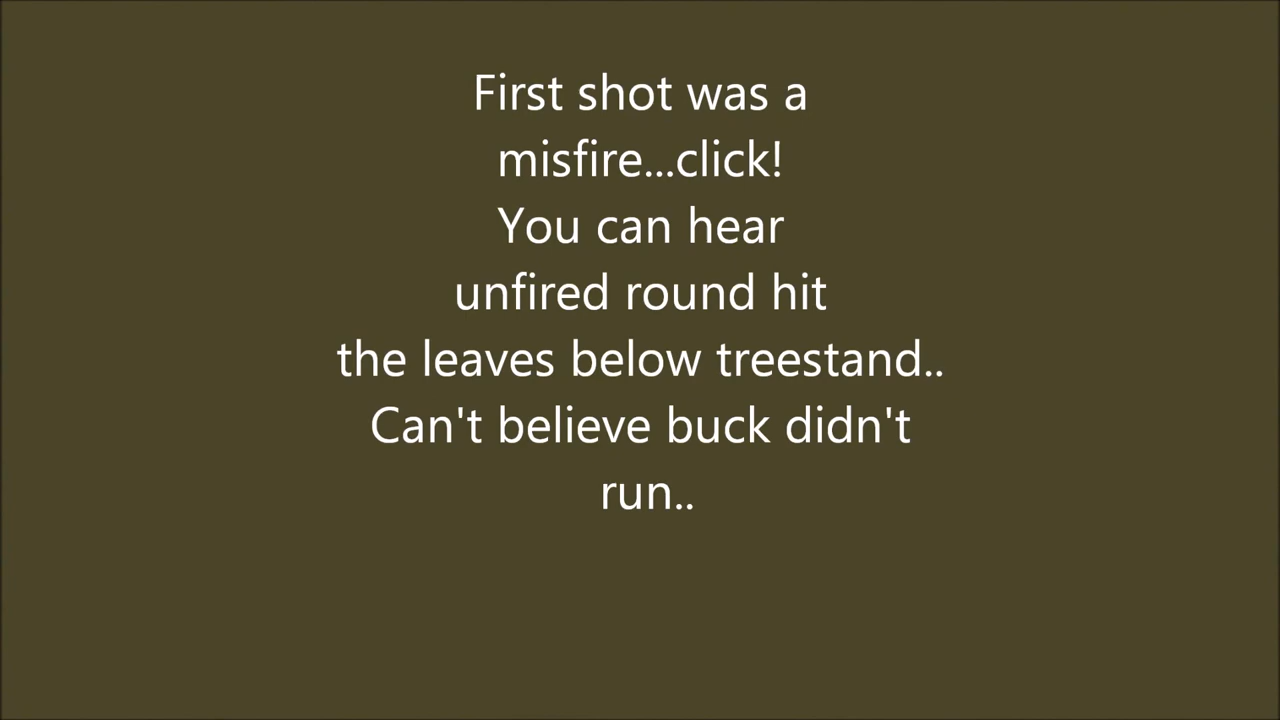 First shot was a
misfire...click!
You can hear
unfired round hit
the leaves below treestand..
Can't believe buck didn't
run..